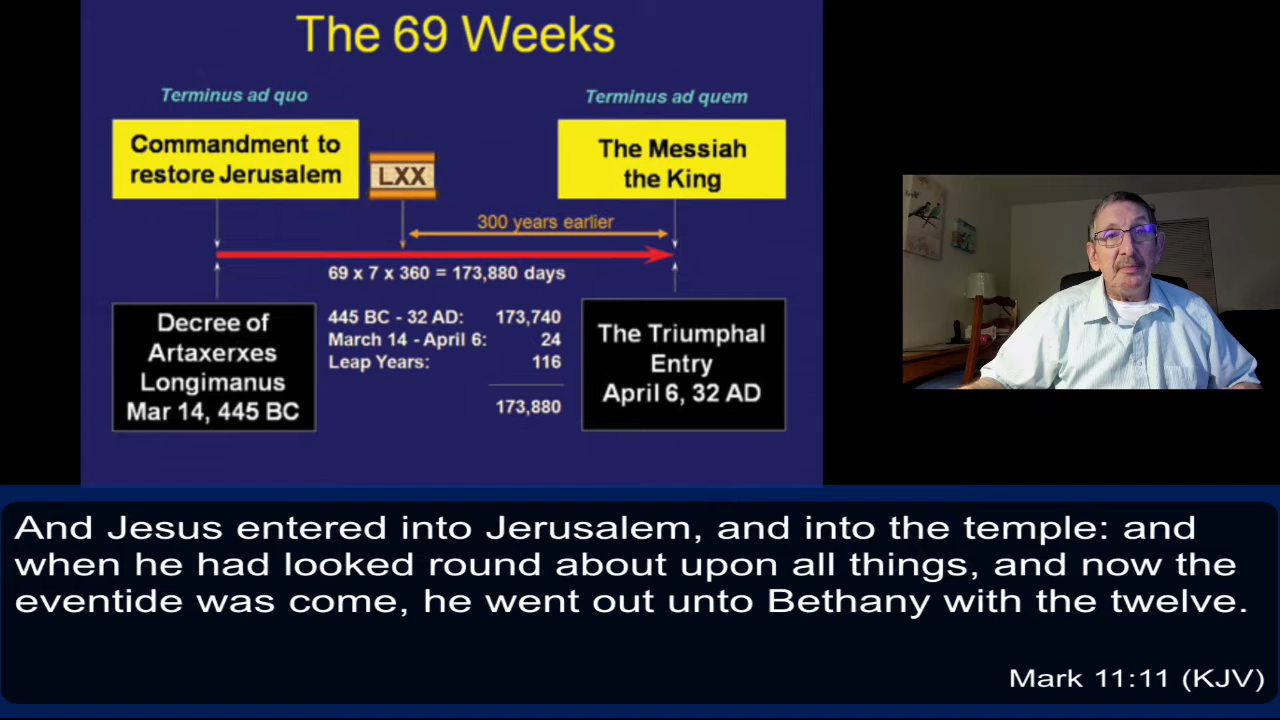 The 69 Weeks
Terminus ad quo
Terminus ad quem
Commandment to
restore Jerusalem
LXX
The Messiah
the King
300 years earlier
69 x 7 x 360 = 173,880 days
Decree of
Artaxerxes
Longimanus
Mar 14, 445 BC
445 BC - 32 AD: 173,740
March 14 - April 6: 24
Leap Years: 116
173,880
The Triumphal
Entry
April 6, 32 AD
And Jesus entered into Jerusalem, and into the temple: and
when he had looked round about upon all things, and now the
eventide was come, he went out unto Bethany with the twelve.
Mark 11:11 (KJV)